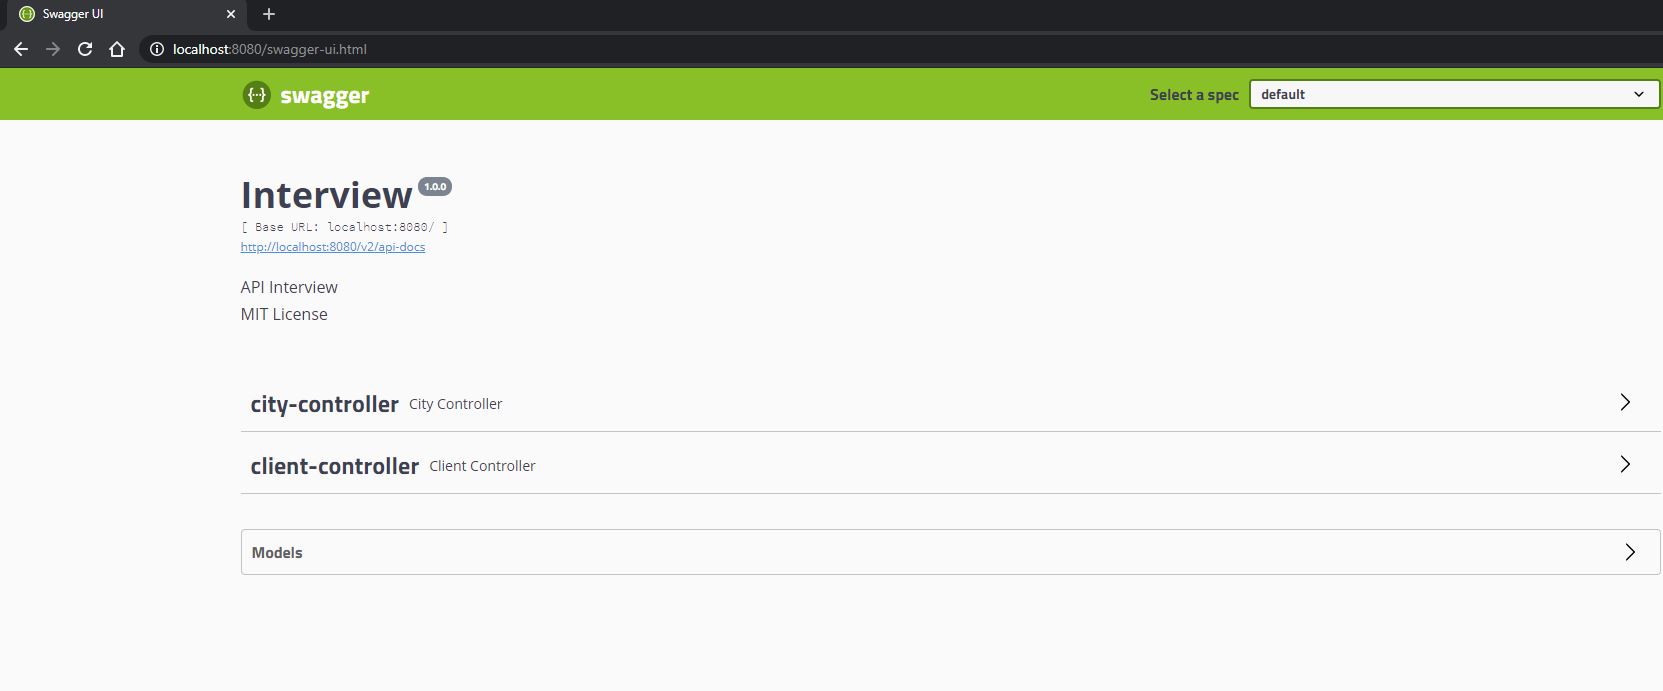 Swagger UI
localhost:8080/swagger-ui.html
{···} swagger
Select a spec default
Interview 1.0.0
[ Base URL: localhost:8080/ ]
http://localhost:8080/v2/api-docs
API Interview
MIT License
city-controller City Controller
client-controller Client Controller
Models